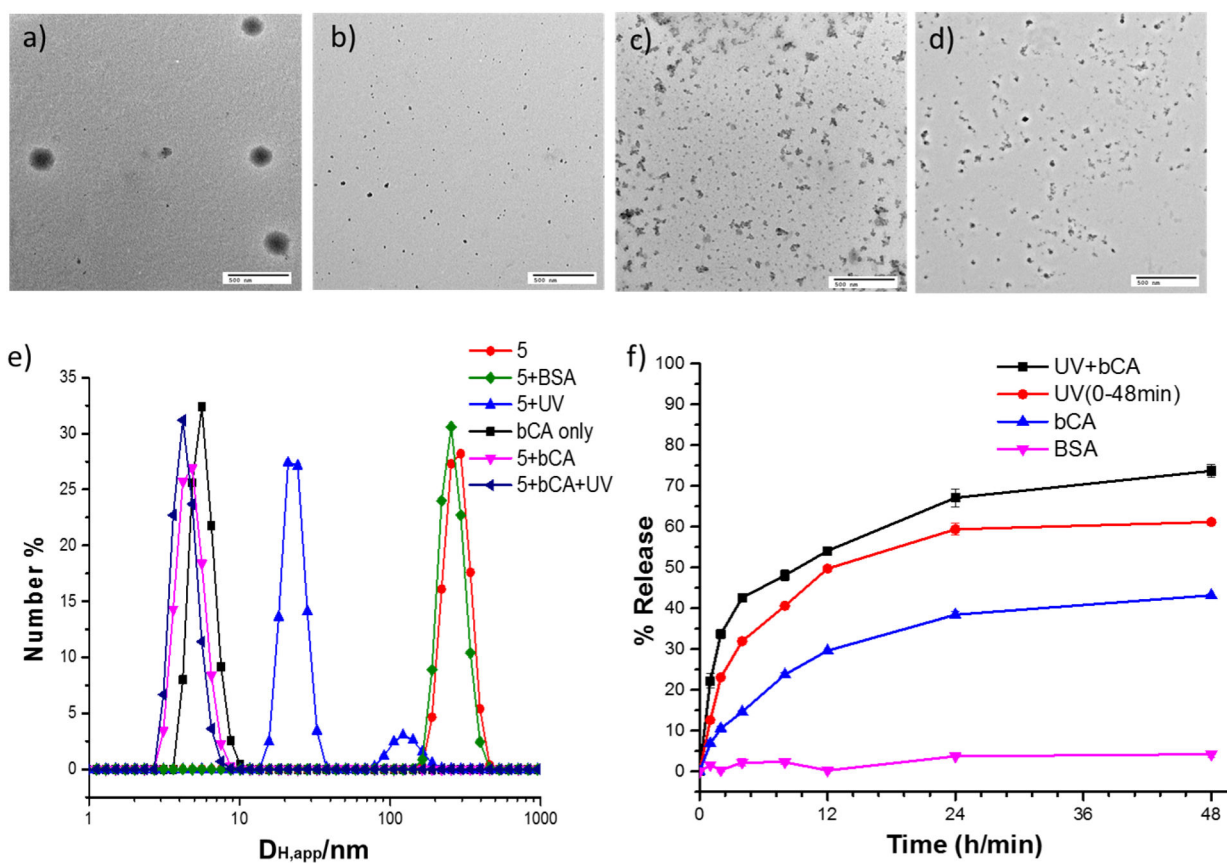 a)
b)
c)
d)
500 nm
500 nm
500 nm
500 nm
e)
5
5+BSA
5+UV
bCA only
5+bCA
5+bCA+UV
35
30
25
20
15
10
5
0
Number %
1
10
100
1000
DH,app/nm
f)
UV+bCA
UV(0-48min)
bCA
BSA
100
90
80
70
60
50
40
30
20
10
0
% Release
0
12
24
36
48
Time (h/min)